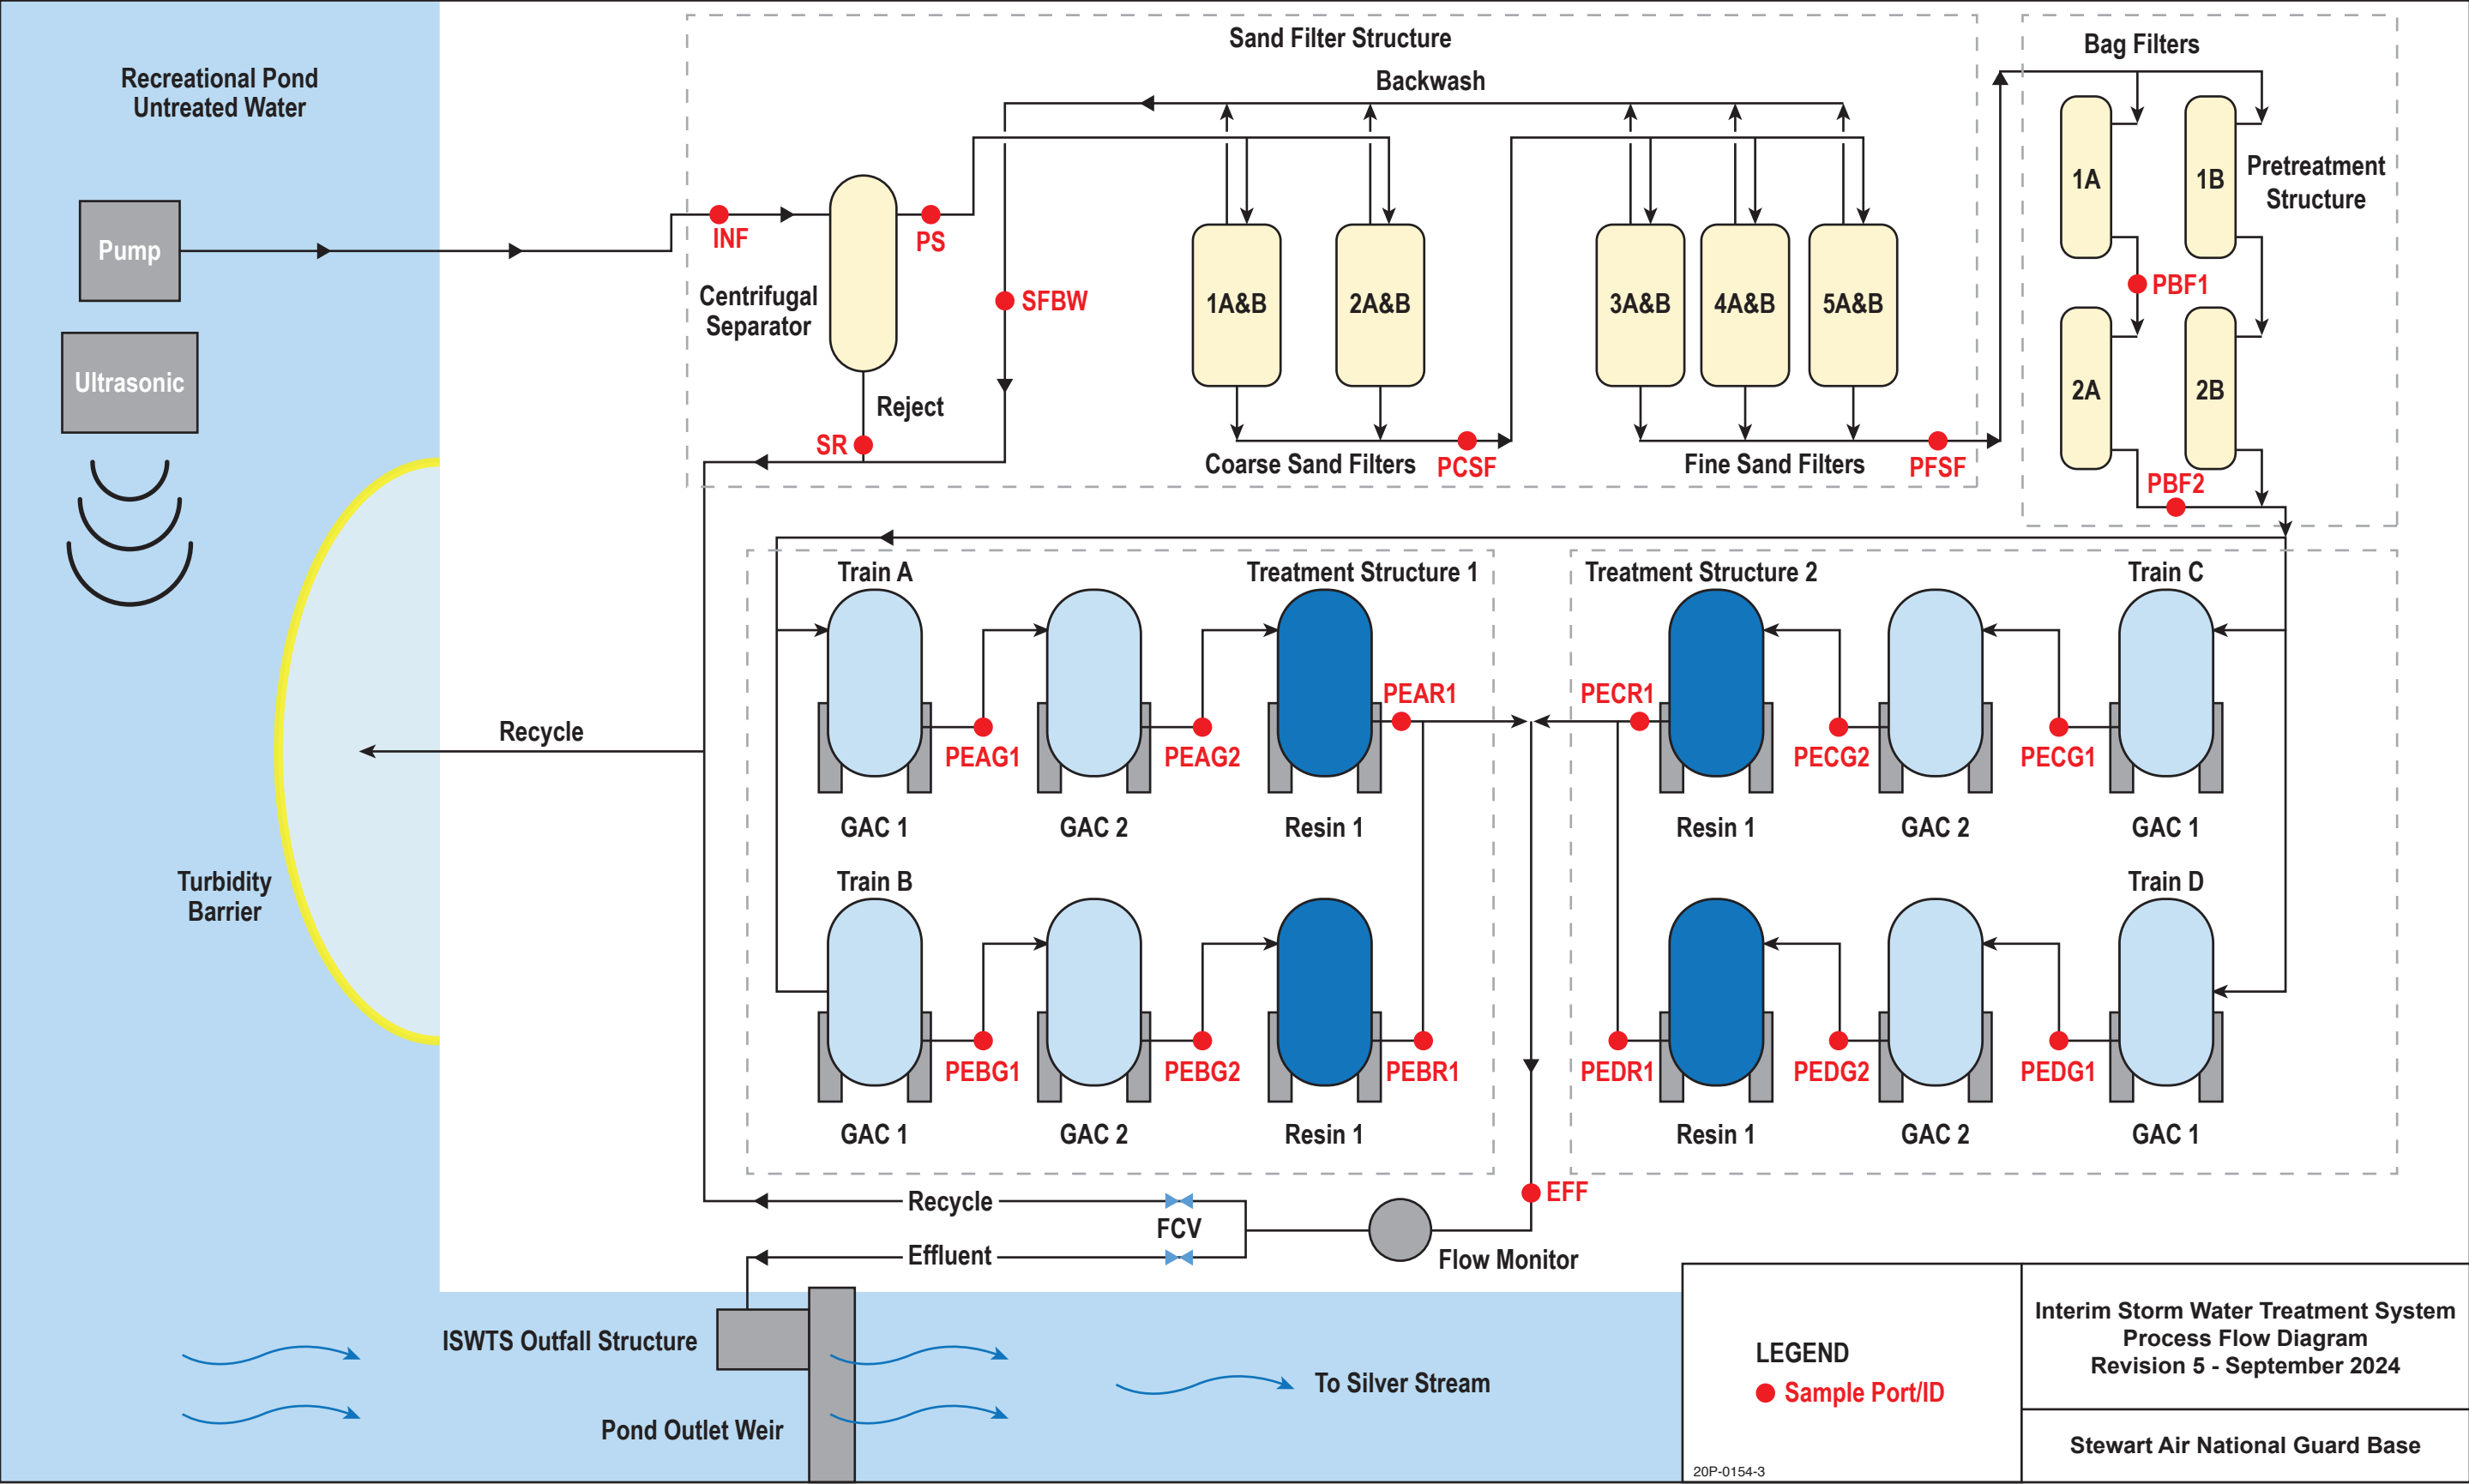 Sand Filter Structure
Bag Filters
Recreational Pond
Untreated Water
Backwash
Pump
INF
PS
1A
1B
Pretreatment
Structure
Centrifugal
Separator
SFBW
1A&B
2A&B
3A&B
4A&B
5A&B
PBF1
Ultrasonic
Reject
2A
2B
SR
Coarse Sand Filters
PCSF
Fine Sand Filters
PFSF
PBF2
Train A
Treatment Structure 1
Treatment Structure 2
Train C
PEAR1
PECR1
Recycle
PEAG1
PEAG2
PECG2
PECG1
GAC 1
GAC 2
Resin 1
Resin 1
GAC 2
GAC 1
Turbidity
Barrier
Train B
Train D
PEBG1
PEBG2
PEBR1
PEDR1
PEDG2
PEDG1
GAC 1
GAC 2
Resin 1
Resin 1
GAC 2
GAC 1
Recycle
EFF
FCV
Effluent
Flow Monitor
ISWTS Outfall Structure
To Silver Stream
Pond Outlet Weir
LEGEND
Sample Port/ID
20P-0154-3
Interim Storm Water Treatment System
Process Flow Diagram
Revision 5 - September 2024
Stewart Air National Guard Base